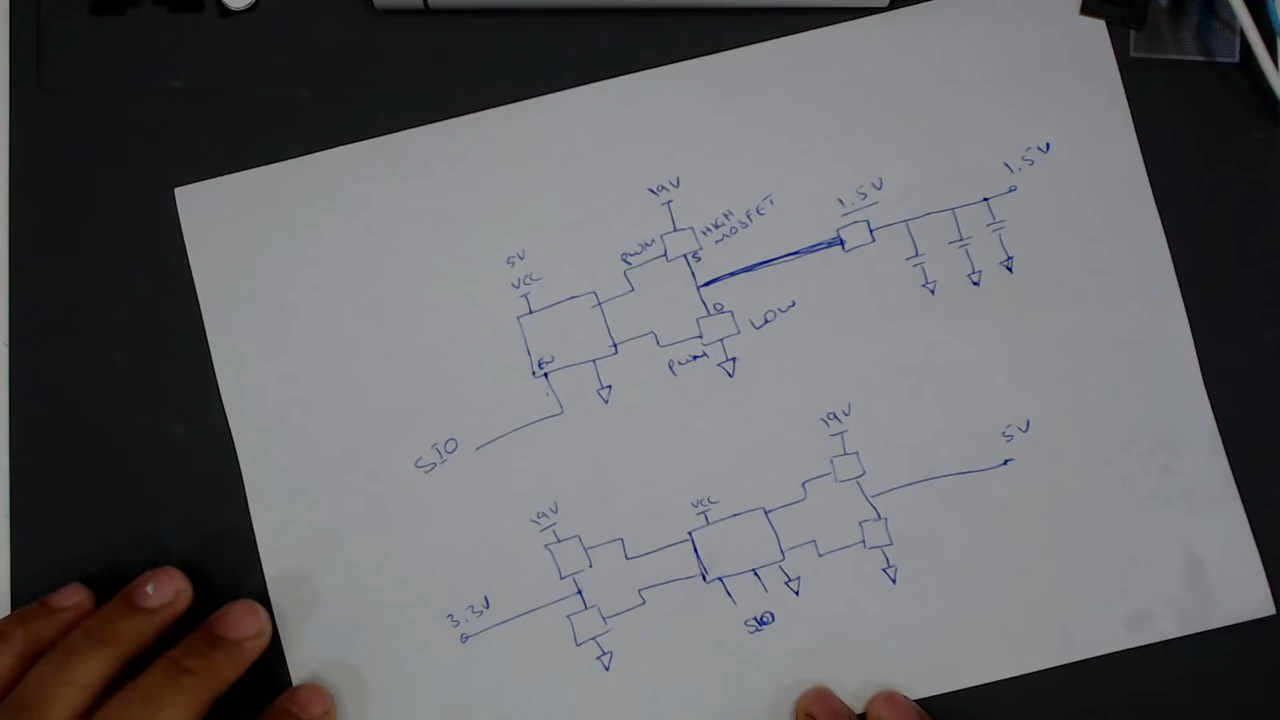 19V
HIGH
MOSFET
PWM
S
5V
VCC
EN
SIO
D
LOW
PWM
1.5V
1.5V
19V
5V
VCC
19V
3.3V
SIO